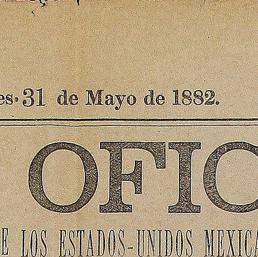 es. 31 de Mayo de 1882.
OFIC
E LOS ESTADOS-UNIDOS MEXICA